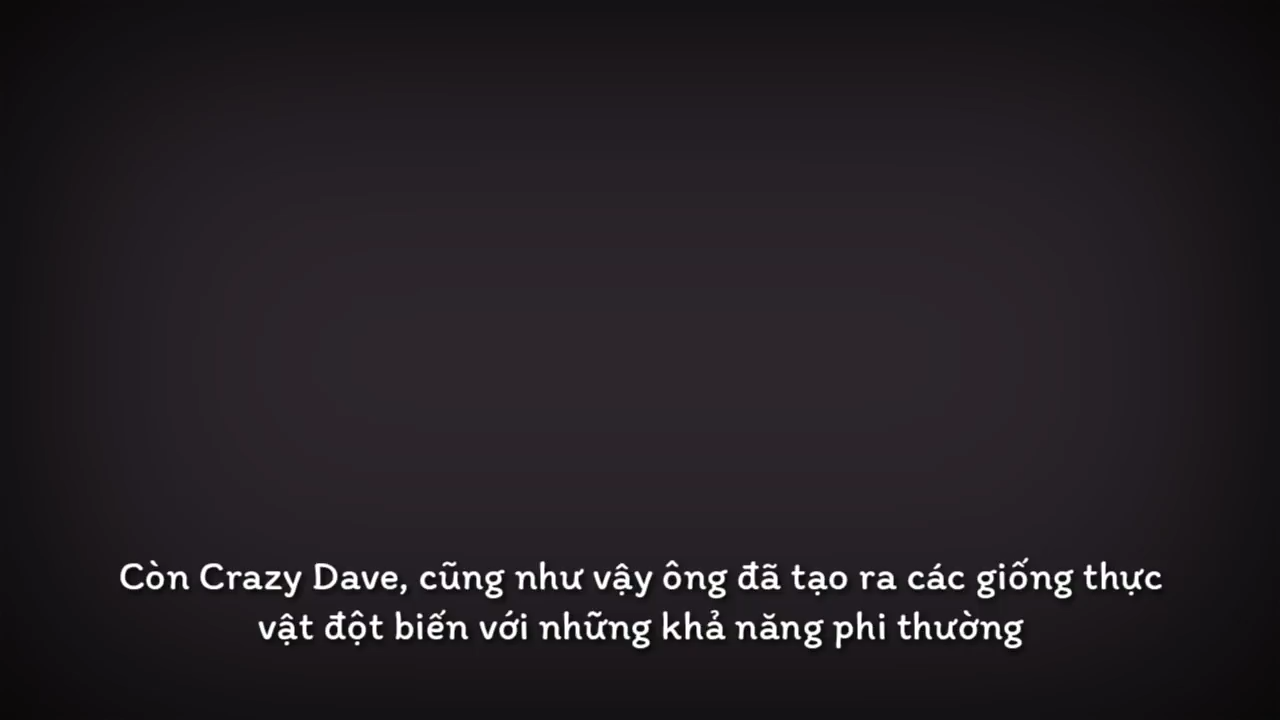 Còn Crazy Dave, cũng như vậy ông đã tạo ra các giống thực
vật đột biến với những khả năng phi thường